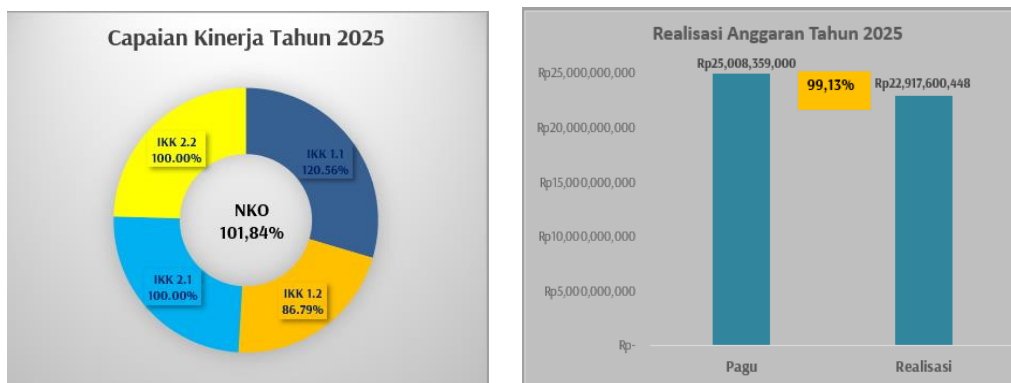 Capaian Kinerja Tahun 2025
IKK 2.2
100.00%
IKK 1.1
120.56%
NKO
101,84%
IKK 2.1
100.00%
IKK 1.2
86.79%
Realisasi Anggaran Tahun 2025
Rp25,008,359,000
Rp25,000,000,000
99,13%
Rp22,917,600,448
Rp20,000,000,000
Rp15,000,000,000
Rp10,000,000,000
Rp5,000,000,000
Rp-
Pagu
Realisasi